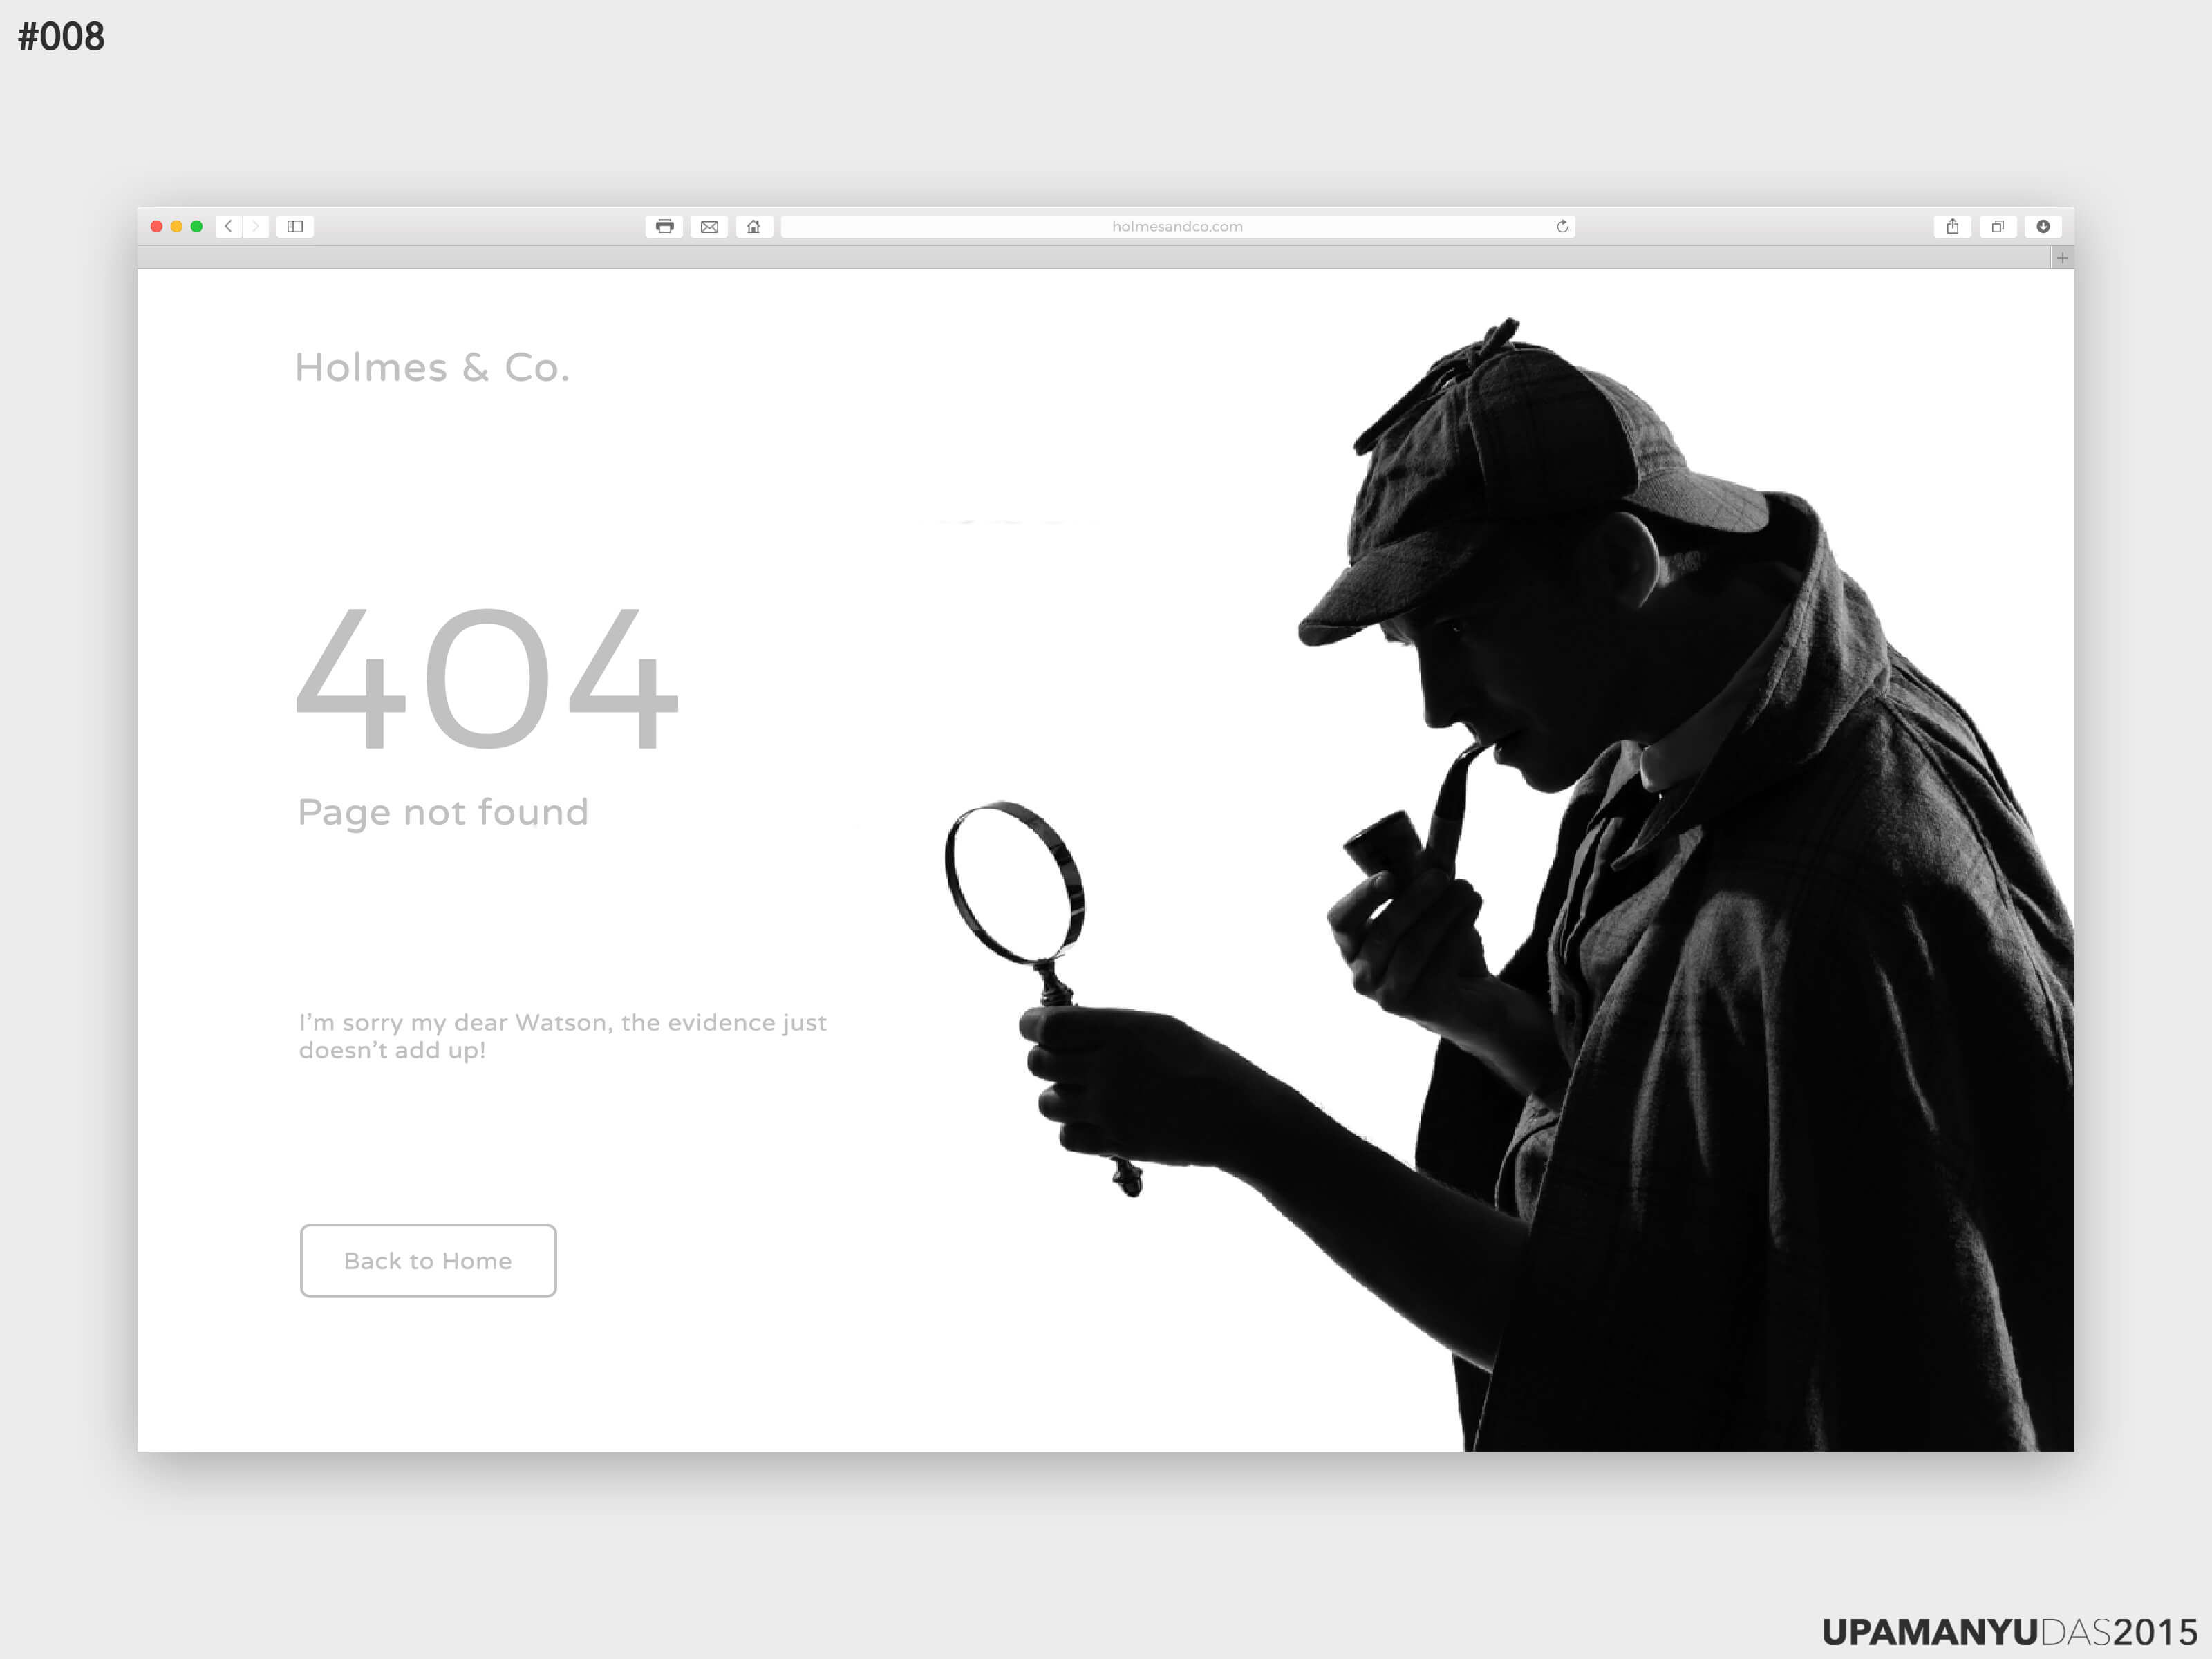 #008
holmesandco.com
Holmes & Co.
404
Page not found
I’m sorry my dear Watson, the evidence just
doesn’t add up!
Back to Home
UPAMANYUDAS2015